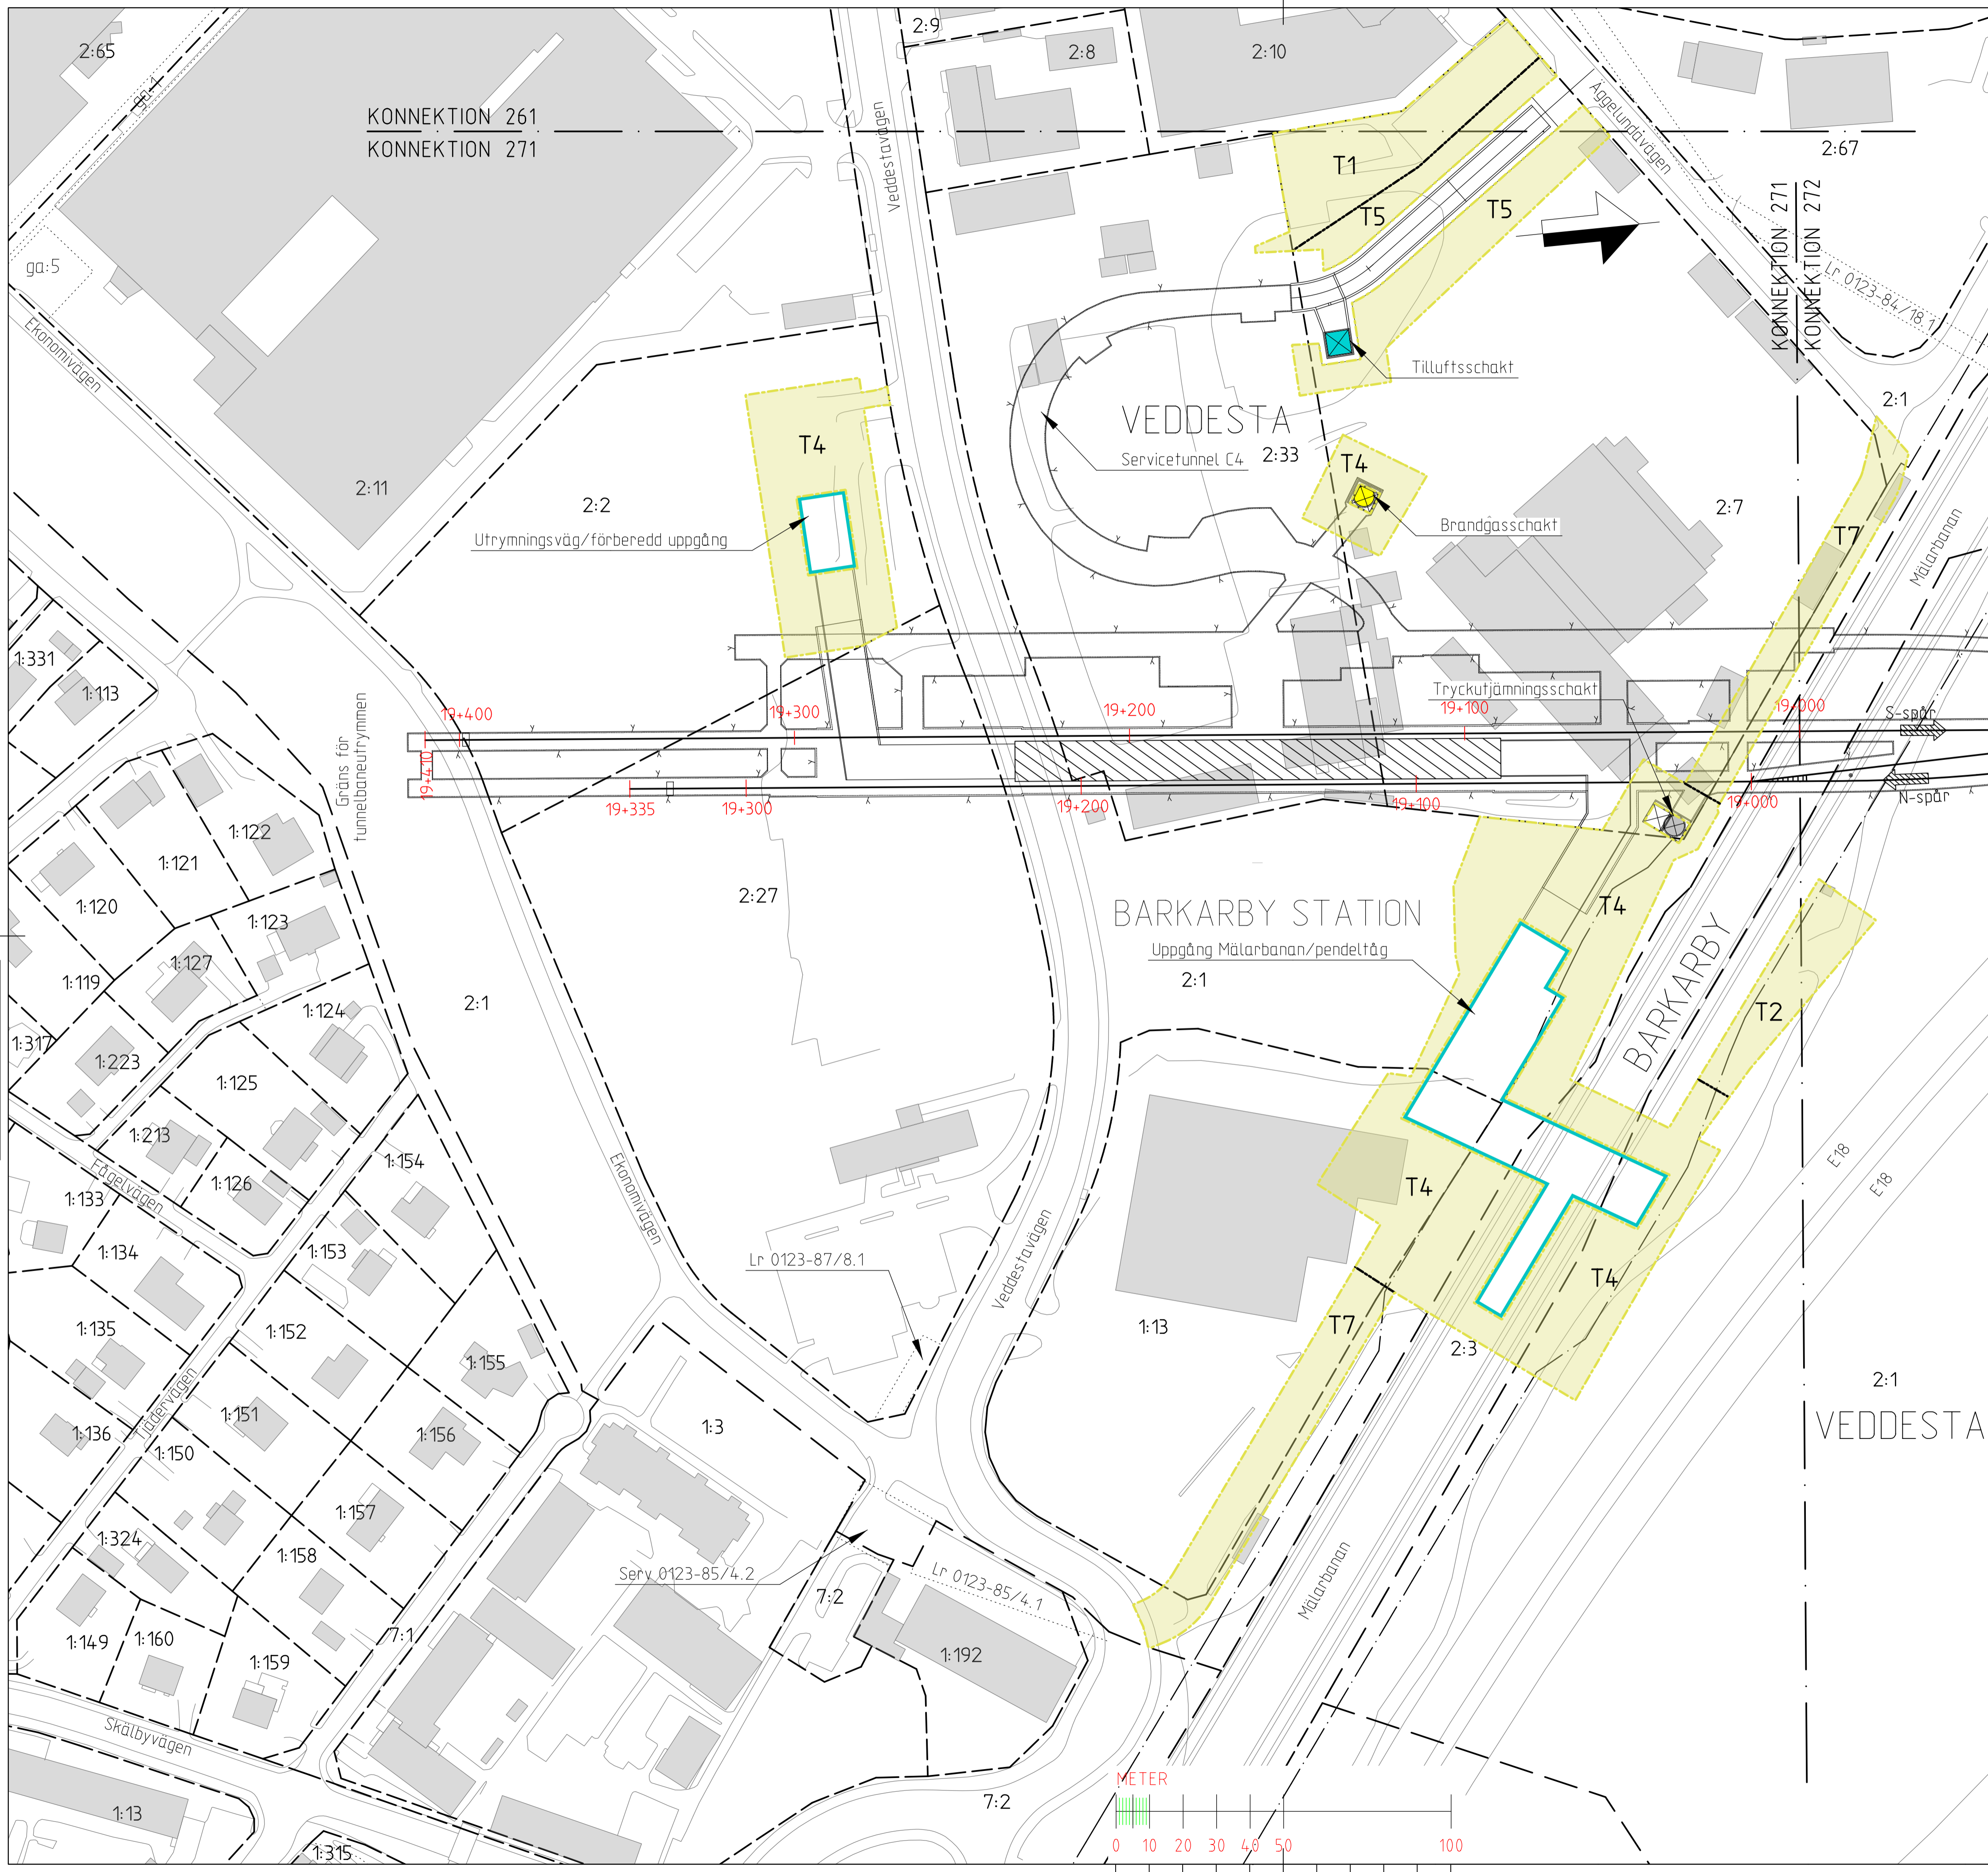 2:65
ga:1
KONNEKTION 261
KONNEKTION 271
2:9
2:8
2:10
Veddestavägen
Äggelundavägen
2:67
T1
T5
T5
KONNEKTION 271
KONNEKTION 272
Lr 0123-84/18.1
ga:5
Ekonomivägen
Tilluftsschakt
2:1
VEDDESTA
2:33
Servicetunnel C4
T4
T4
2:11
2:2
Utrymningsväg/förberedd uppgång
Brandgasschakt
2:7
T7
Mälarbanan
1:331
1:113
Gräns för
tunnelbaneutrymmen
Tryckutjämningsschakt
19+400
19+300
19+200
19+100
19+000
S-spår
19+410
19+335
19+300
19+200
19+100
19+000
N-spår
1:122
1:121
1:120
1:123
1:127
1:119
1:124
1:317
1:223
1:125
1:213
1:126
1:154
Fågelvägen
1:133
1:153
1:134
2:27
2:1
BARKARBY STATION
Uppgång Mälarbanan/pendeltåg
2:1
T4
BARKARBY
T2
E18
E18
T4
T4
Ekonomivägen
Lr 0123-87/8.1
Veddestavägen
1:135
1:152
1:155
1:13
T7
2:3
2:1
VEDDESTA
Tjädervägen
1:151
1:136
1:150
1:156
1:3
1:157
1:324
1:158
Serv 0123-85/4.2
7:2
Lr 0123-85/4.1
Mälarbanan
1:149
1:160
7:1
1:159
1:192
Skälbyvägen
1:13
1:315
7:2
METER
0 10 20 30 40 50 100